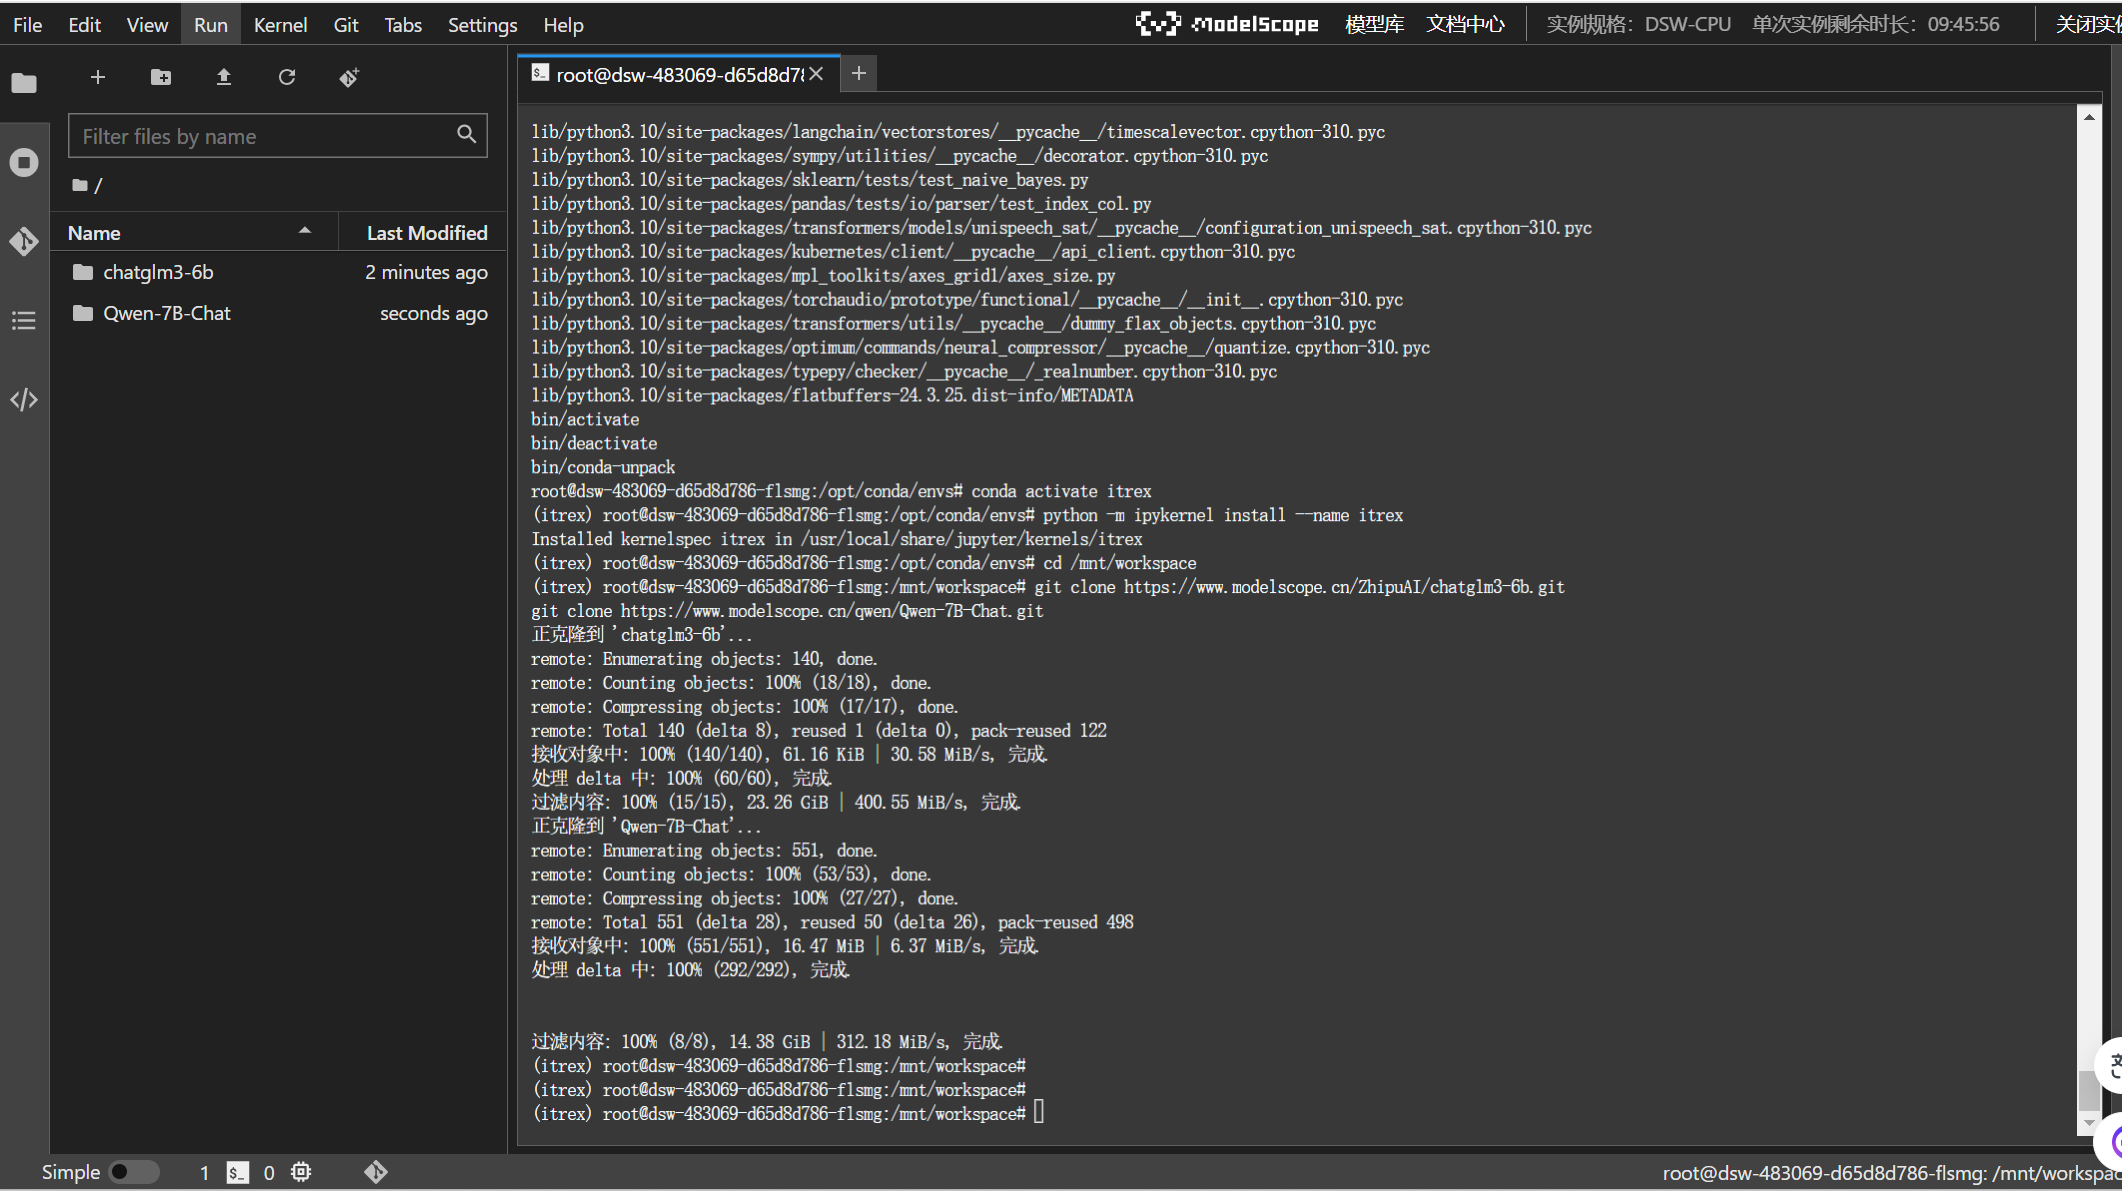 File Edit View Run Kernel Git Tabs Settings Help
ModelScope 模型库 文档中心 实例规格: DSW-CPU 单次实例剩余时长: 09:45:56 关闭实
root@dsw-483069-d65d8d78
Filter files by name
/
Name Last Modified
chatglm3-6b 2 minutes ago
Qwen-7B-Chat seconds ago
lib/python3.10/site-packages/langchain/vectorstores/__pycache__/timescalevector.cpython-310.pyc
lib/python3.10/site-packages/sympy/utilities/__pycache__/decorator.cpython-310.pyc
lib/python3.10/site-packages/sklearn/tests/test_naive_bayes.py
lib/python3.10/site-packages/pandas/tests/io/parser/test_index_col.py
lib/python3.10/site-packages/transformers/models/unispeech_sat/__pycache__/configuration_unispeech_sat.cpython-310.pyc
lib/python3.10/site-packages/kubernetes/client/__pycache__/api_client.cpython-310.pyc
lib/python3.10/site-packages/mpl_toolkits/axes_grid1/axes_size.py
lib/python3.10/site-packages/torchaudio/prototype/functional/__pycache__/__init__.cpython-310.pyc
lib/python3.10/site-packages/transformers/utils/__pycache__/dummy_flax_objects.cpython-310.pyc
lib/python3.10/site-packages/optimum/commands/neural_compressor/__pycache__/quantize.cpython-310.pyc
lib/python3.10/site-packages/typepy/checker/__pycache__/_realnumber.cpython-310.pyc
lib/python3.10/site-packages/flatbuffers-24.3.25.dist-info/METADATA
bin/activate
bin/deactivate
bin/conda-unpack
root@dsw-483069-d65d8d786-flsmg:/opt/conda/envs# conda activate itrex
(itrex) root@dsw-483069-d65d8d786-flsmg:/opt/conda/envs# python -m ipykernel install --name itrex
Installed kernelspec itrex in /usr/local/share/jupyter/kernels/itrex
(itrex) root@dsw-483069-d65d8d786-flsmg:/opt/conda/envs# cd /mnt/workspace
(itrex) root@dsw-483069-d65d8d786-flsmg:/mnt/workspace# git clone https://www.modelscope.cn/ZhipuAI/chatglm3-6b.git
git clone https://www.modelscope.cn/qwen/Qwen-7B-Chat.git
正克隆到 'chatglm3-6b'...
remote: Enumerating objects: 140, done.
remote: Counting objects: 100% (18/18), done.
remote: Compressing objects: 100% (17/17), done.
remote: Total 140 (delta 8), reused 1 (delta 0), pack-reused 122
接收对象中: 100% (140/140), 61.16 KiB | 30.58 MiB/s, 完成.
处理 delta 中: 100% (60/60), 完成.
过滤内容: 100% (15/15), 23.26 GiB | 400.55 MiB/s, 完成.
正克隆到 'Qwen-7B-Chat'...
remote: Enumerating objects: 551, done.
remote: Counting objects: 100% (53/53), done.
remote: Compressing objects: 100% (27/27), done.
remote: Total 551 (delta 28), reused 50 (delta 26), pack-reused 498
接收对象中: 100% (551/551), 16.47 MiB | 6.37 MiB/s, 完成.
处理 delta 中: 100% (292/292), 完成.
过滤内容: 100% (8/8), 14.38 GiB | 312.18 MiB/s, 完成.
(itrex) root@dsw-483069-d65d8d786-flsmg:/mnt/workspace#
(itrex) root@dsw-483069-d65d8d786-flsmg:/mnt/workspace#
(itrex) root@dsw-483069-d65d8d786-flsmg:/mnt/workspace#
Simple 1 0 root@dsw-483069-d65d8d786-flsmg: /mnt/workspac